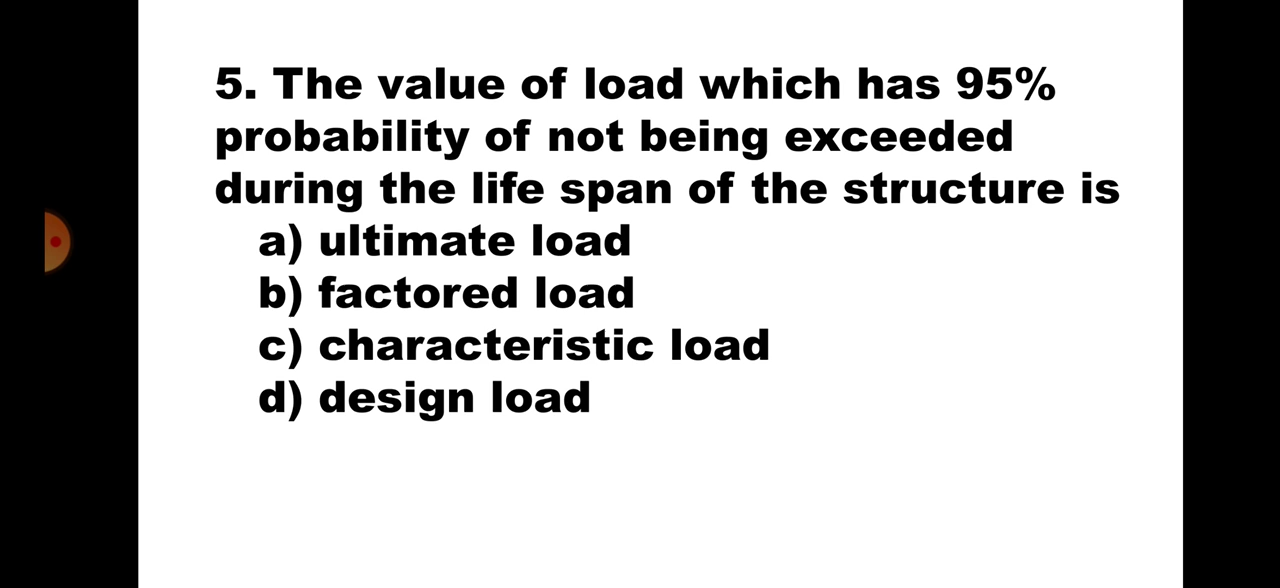 5. The value of load which has 95%
probability of not being exceeded
during the life span of the structure is
a) ultimate load
b) factored load
c) characteristic load
d) design load